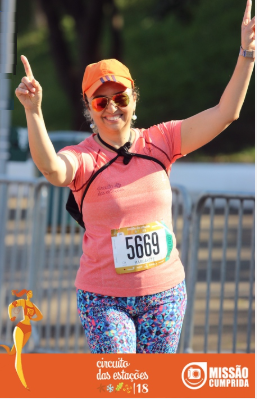 5669
circuito
das estações
|18
MISSÃO
CUMPRIDA